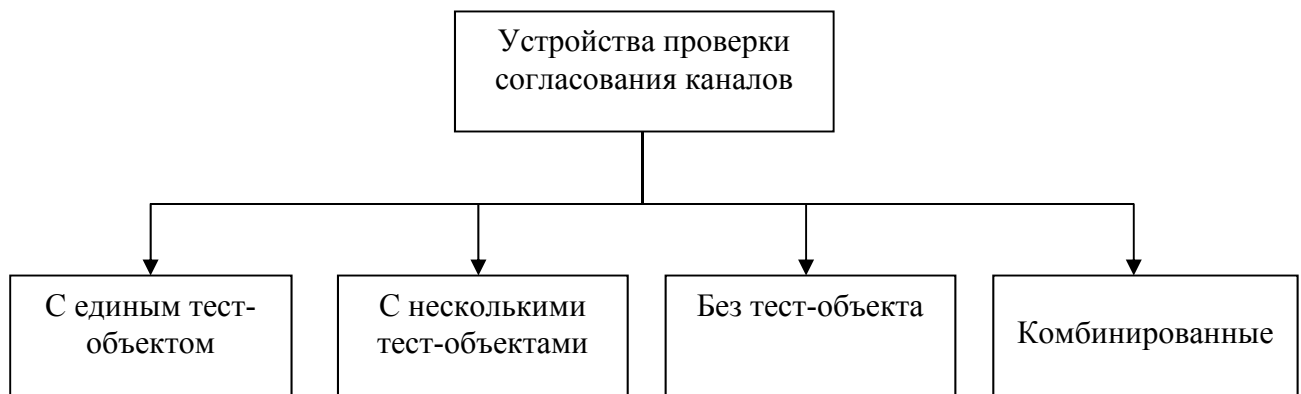 Устройства проверки
согласования каналов
С единым тест-
объектом
С несколькими
тест-объектами
Без тест-объекта
Комбинированные